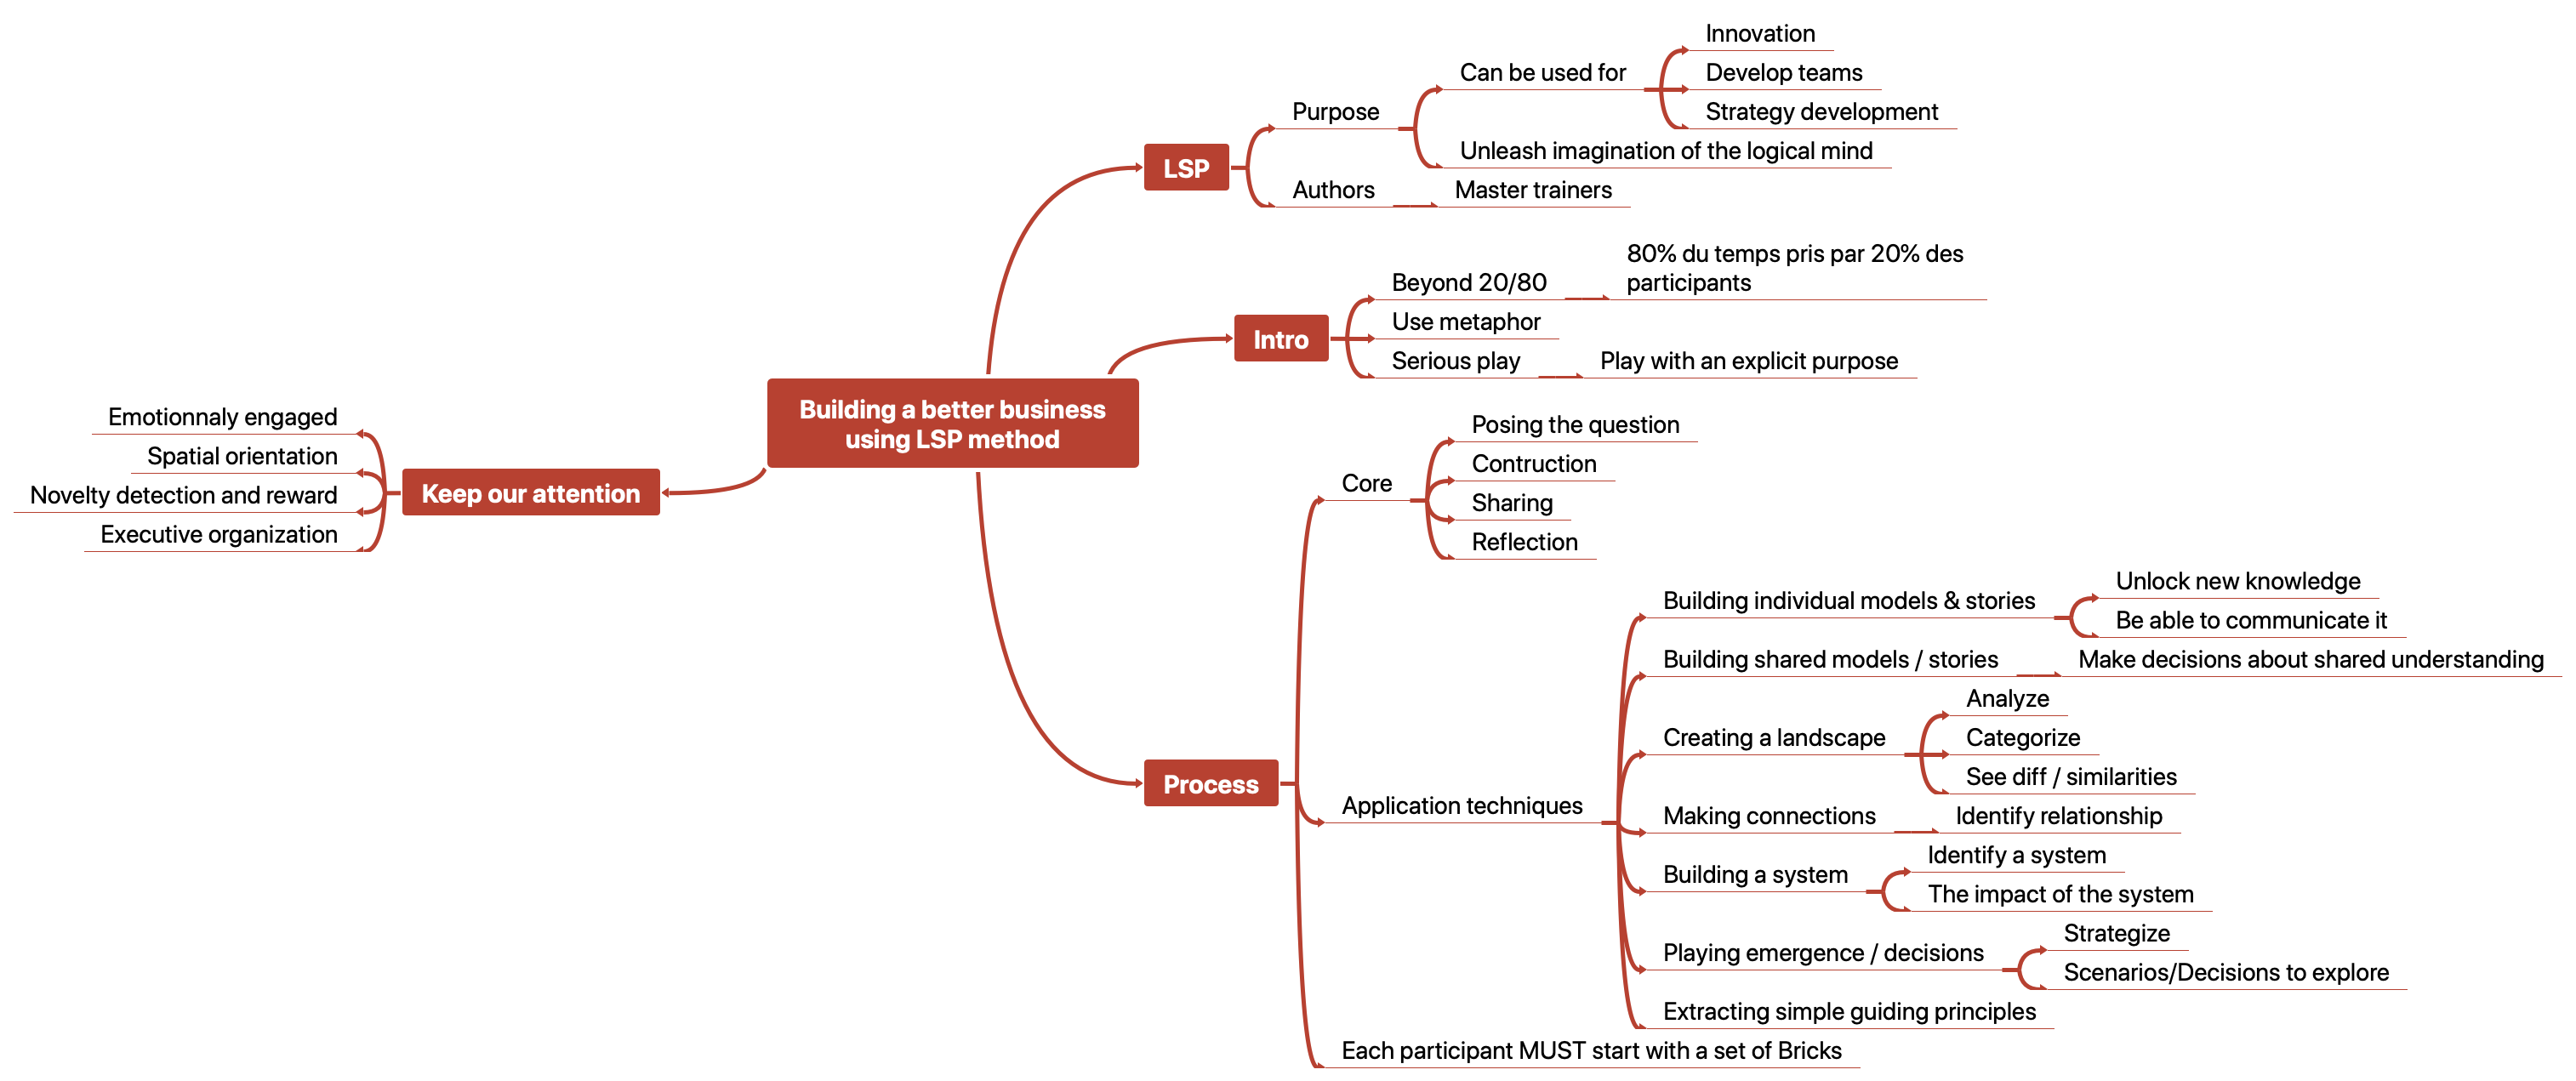 Building a better business
using LSP method
LSP
Purpose
Can be used for
Innovation
Develop teams
Strategy development
Unleash imagination of the logical mind
Authors
Master trainers
Intro
Beyond 20/80
80% du temps pris par 20% des
participants
Use metaphor
Serious play
Play with an explicit purpose
Process
Core
Posing the question
Contruction
Sharing
Reflection
Application techniques
Building individual models & stories
Unlock new knowledge
Be able to communicate it
Building shared models / stories
Make decisions about shared understanding
Creating a landscape
Analyze
Categorize
See diff / similarities
Making connections
Identify relationship
Building a system
Identify a system
The impact of the system
Playing emergence / decisions
Strategize
Scenarios/Decisions to explore
Extracting simple guiding principles
Each participant MUST start with a set of Bricks
Keep our attention
Emotionnaly engaged
Spatial orientation
Novelty detection and reward
Executive organization